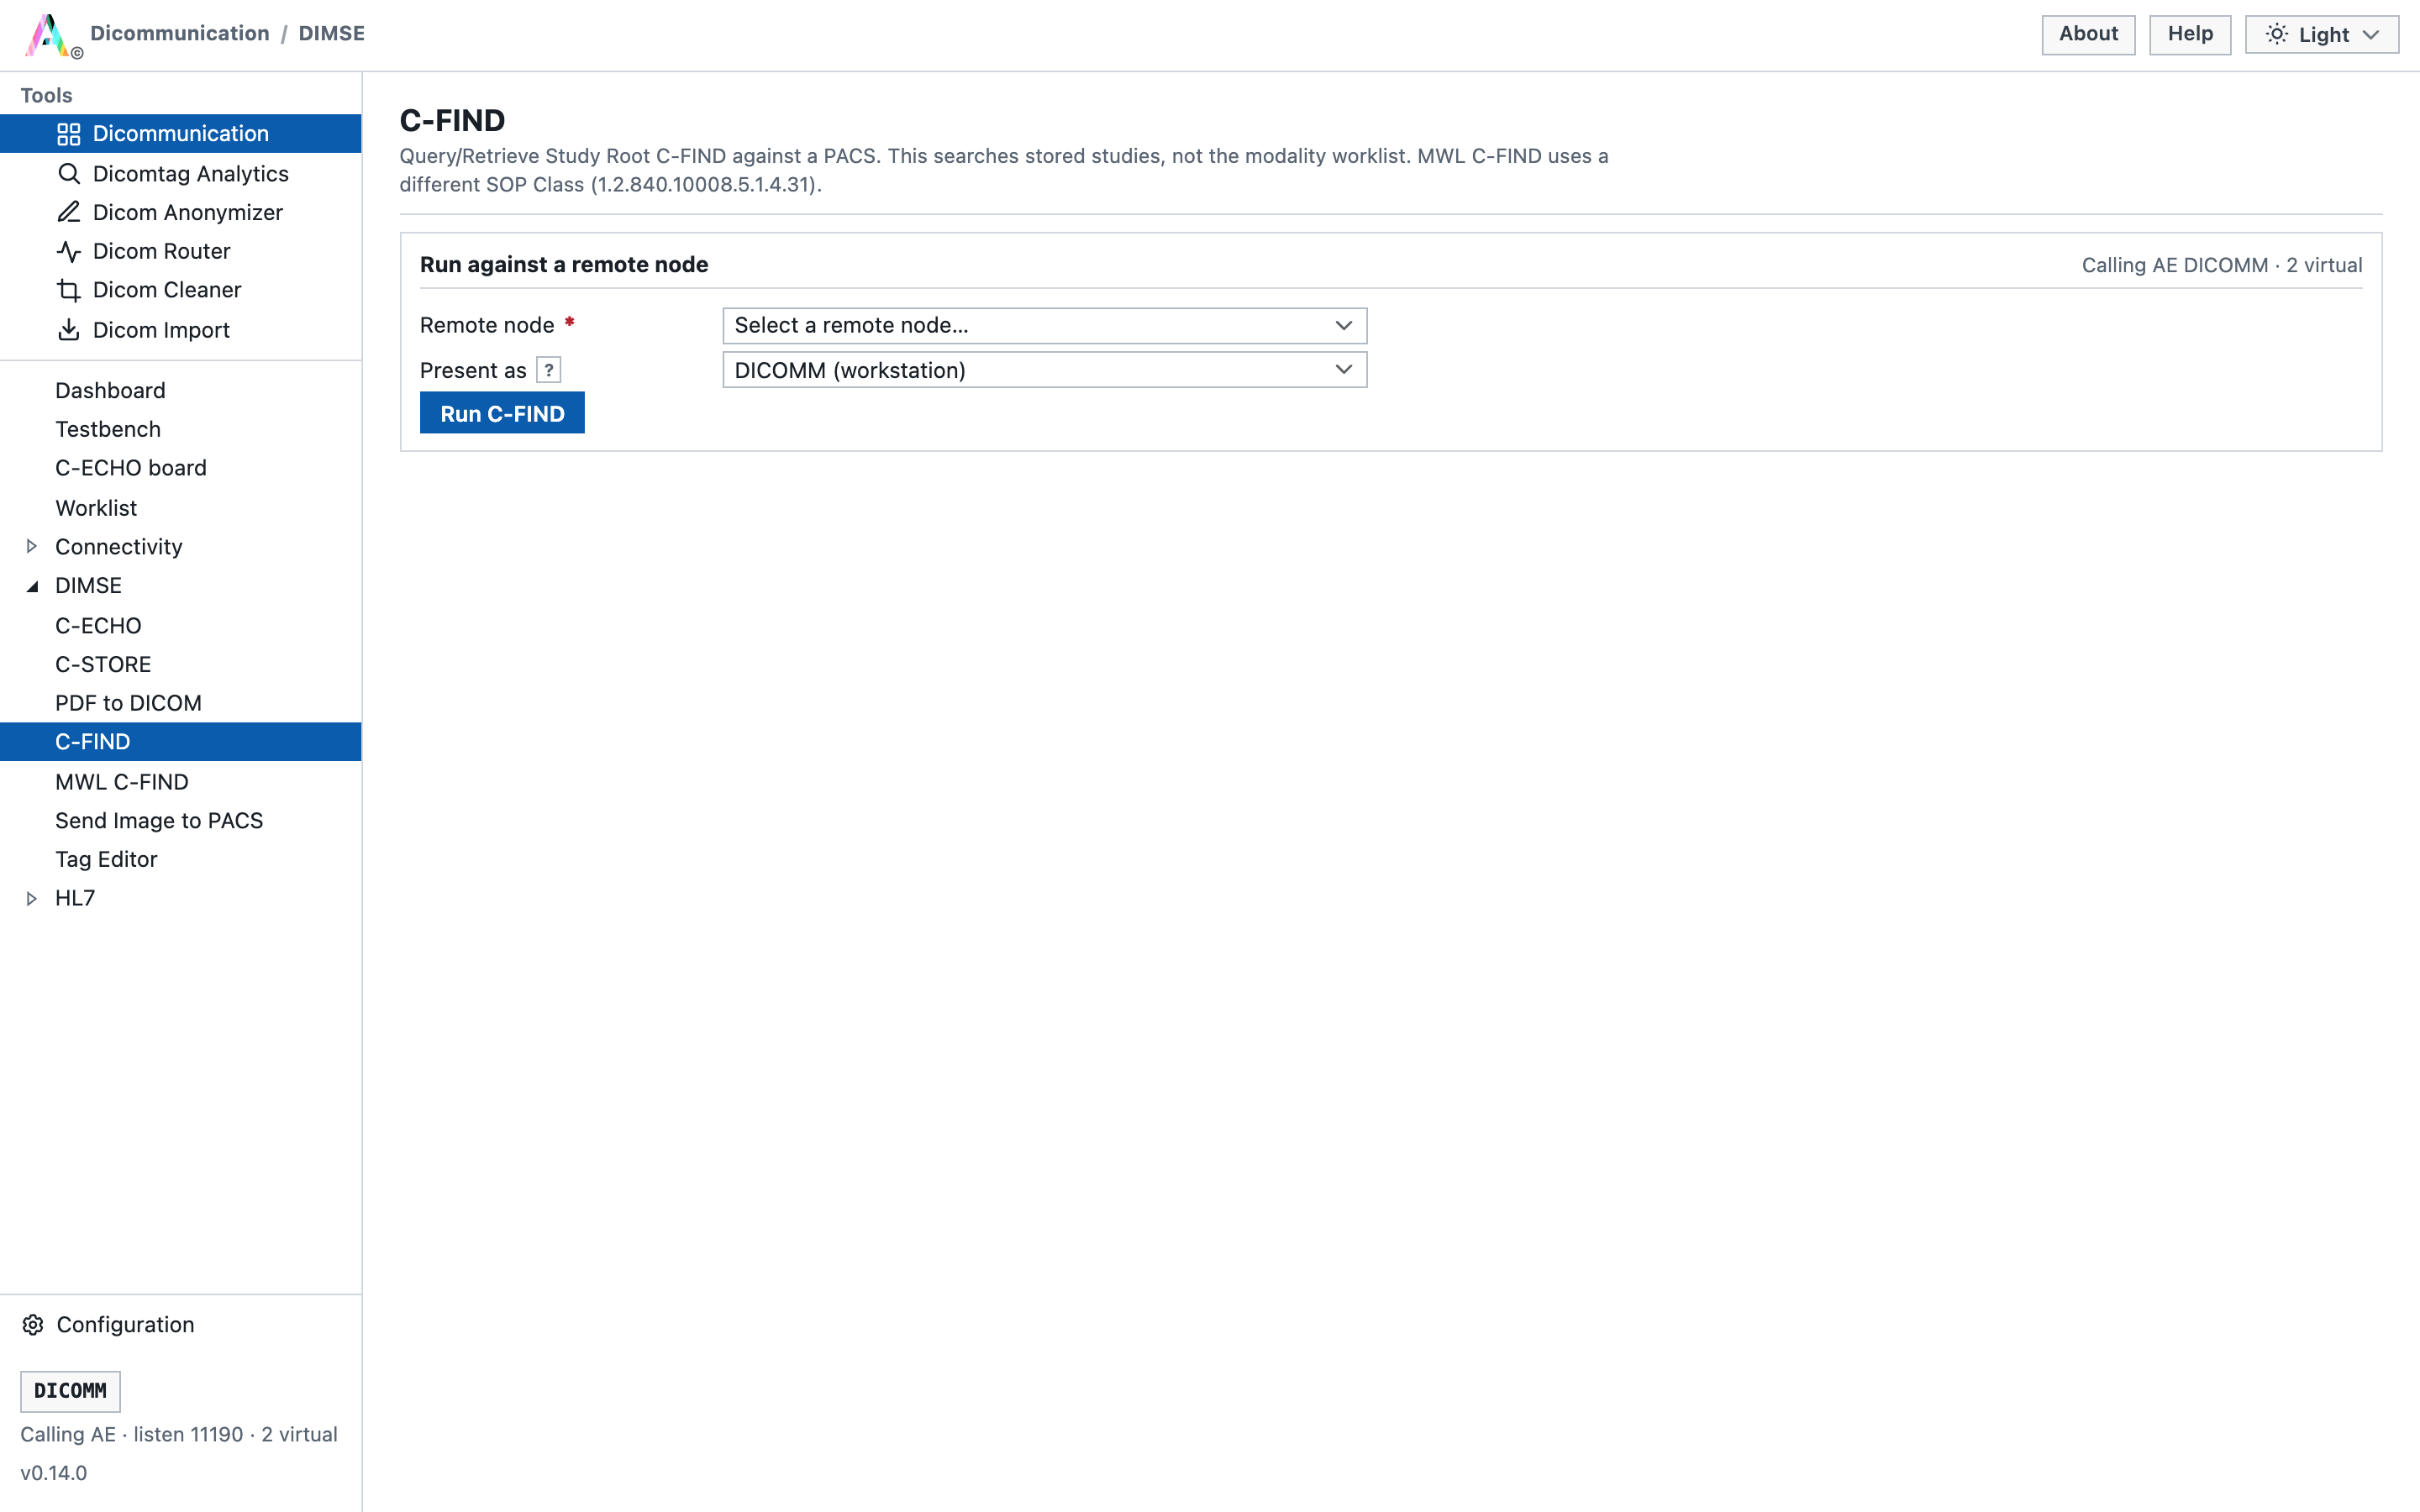 Dicommunication / DIMSE
About
Help
Light
Tools
Dicommunication
Dicomtag Analytics
Dicom Anonymizer
Dicom Router
Dicom Cleaner
Dicom Import
Dashboard
Testbench
C-ECHO board
Worklist
Connectivity
DIMSE
C-ECHO
C-STORE
PDF to DICOM
C-FIND
MWL C-FIND
Send Image to PACS
Tag Editor
HL7
Configuration
DICOMM
Calling AE · listen 11190 · 2 virtual
v0.14.0
C-FIND
Query/Retrieve Study Root C-FIND against a PACS. This searches stored studies, not the modality worklist. MWL C-FIND uses a
different SOP Class (1.2.840.10008.5.1.4.31).
Run against a remote node
Calling AE DICOMM · 2 virtual
Remote node *
Select a remote node...
Present as ?
DICOMM (workstation)
Run C-FIND